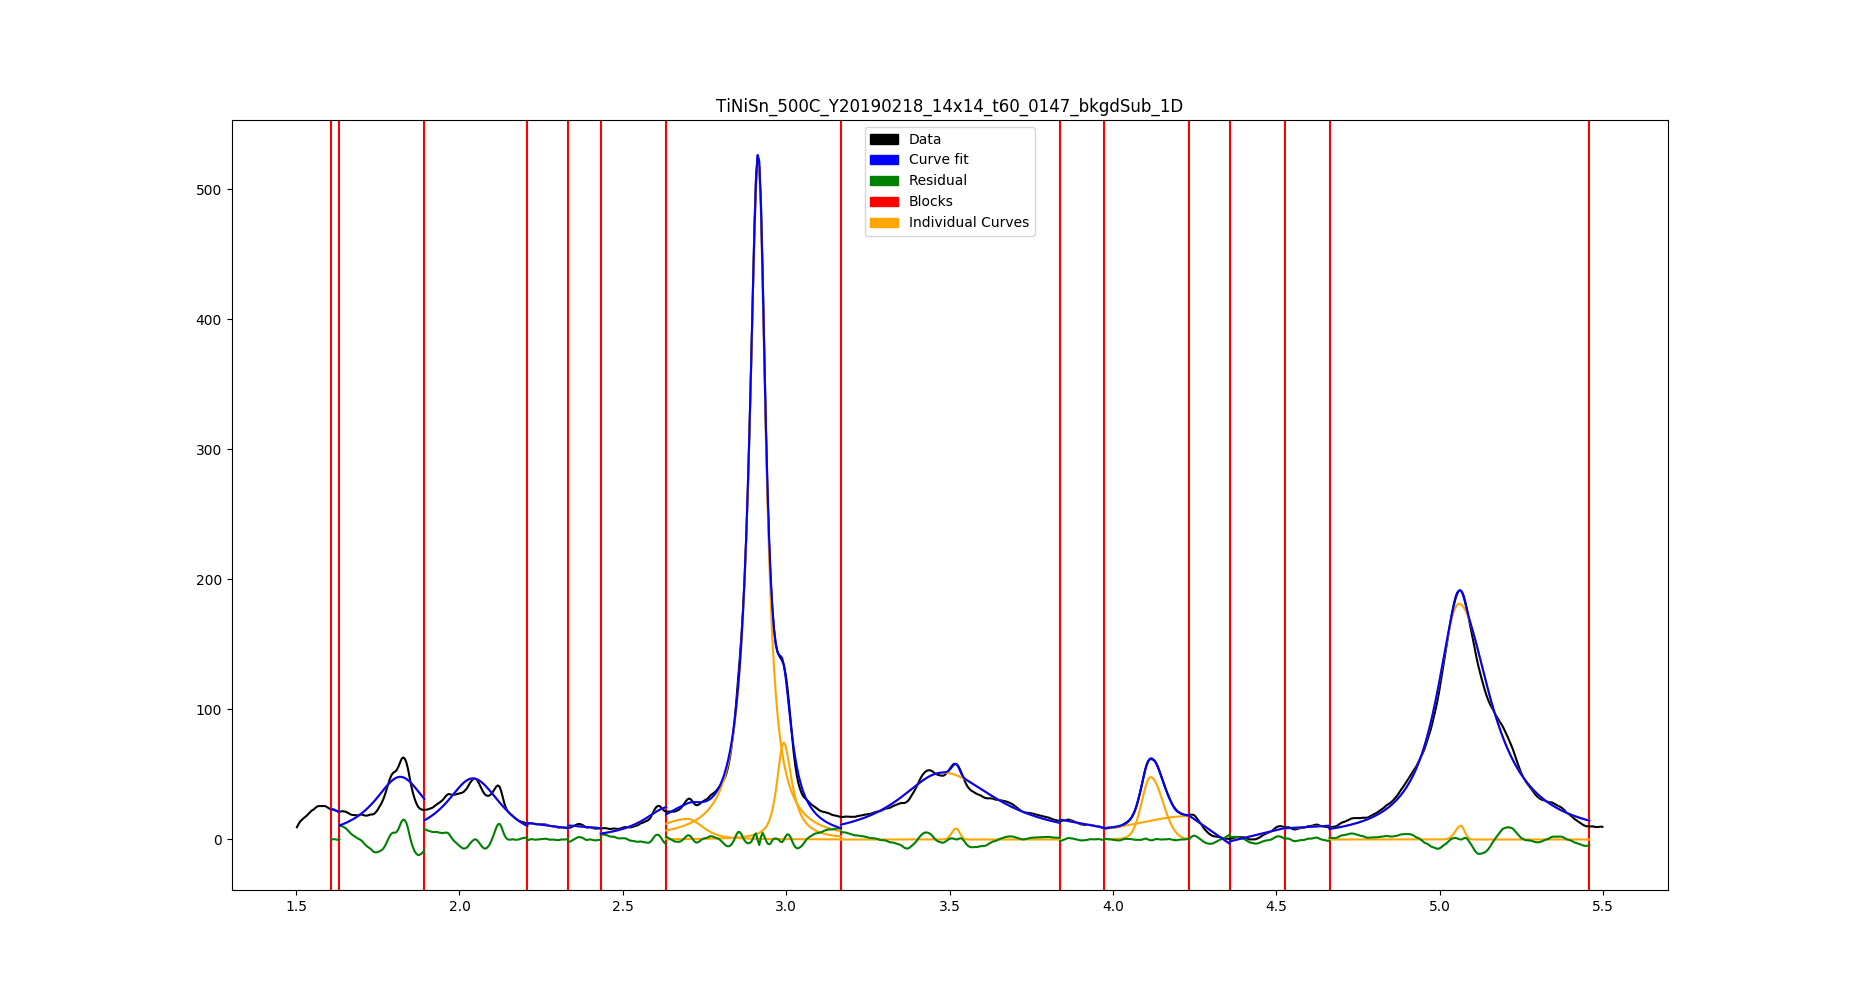 TiNiSn_500C_Y20190218_14x14_t60_0147_bkgdSub_1D
Data
Curve fit
Residual
Blocks
Individual Curves
500
400
300
200
100
0
1.5 2.0 2.5 3.0 3.5 4.0 4.5 5.0 5.5